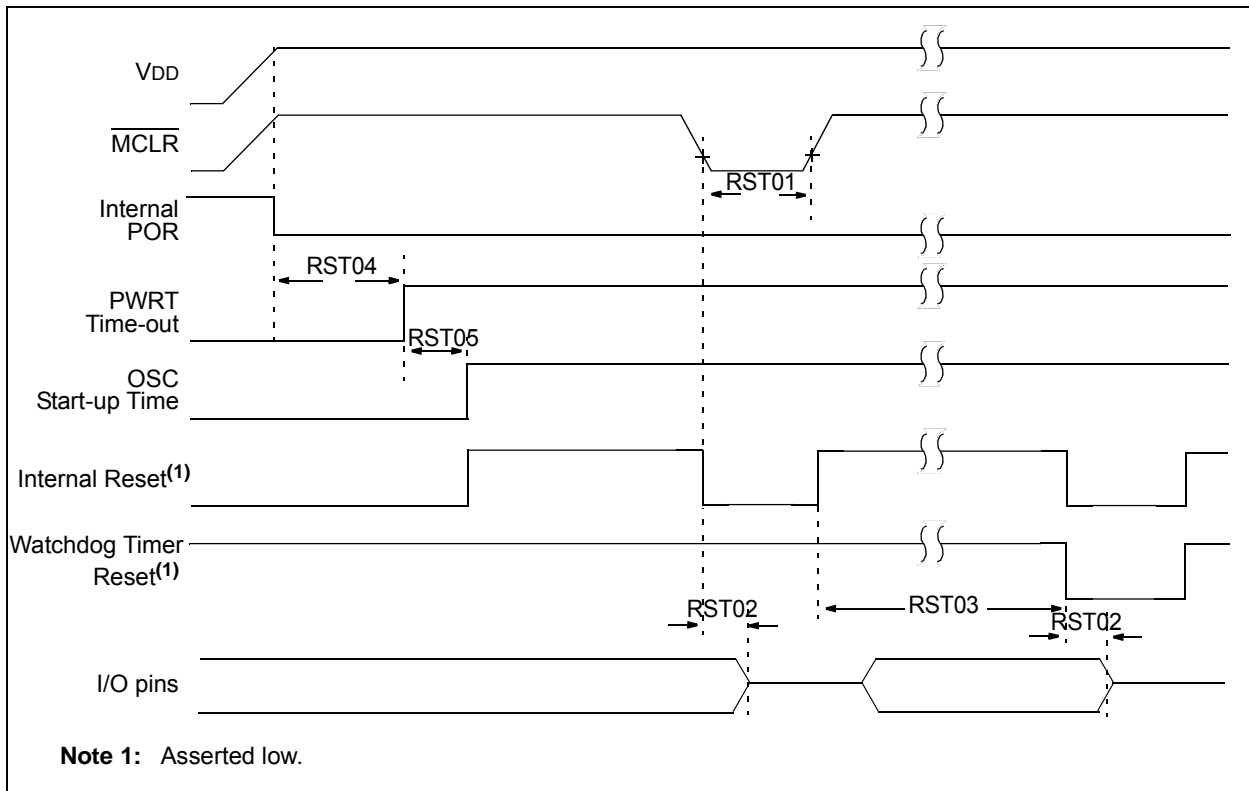 VDD
MCLR
RST01
Internal
POR
RST04
PWRT
Time-out
RST05
OSC
Start-up Time
Internal Reset(1)
Watchdog Timer
Reset(1)
RST02
RST03
RST02
I/O pins
Note 1: Asserted low.